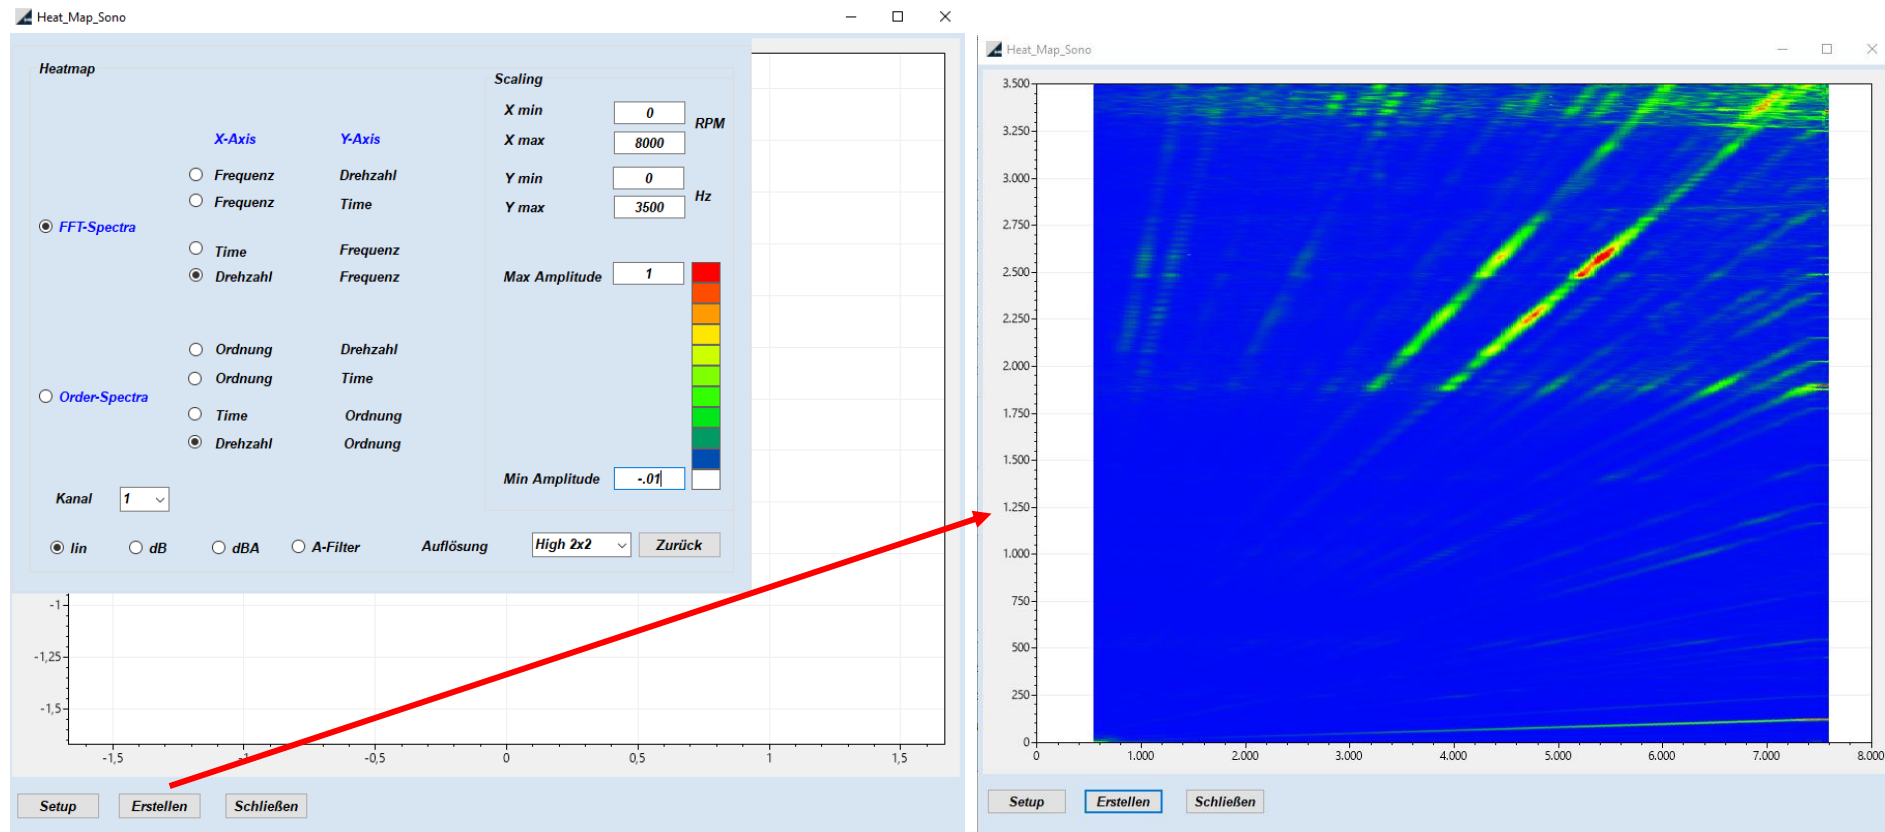 Heat_Map_Sono
Heatmap
X-Axis Y-Axis
FFT-Spectra
Frequenz Drehzahl
Frequenz Time
Time Frequenz
Drehzahl Frequenz
Order-Spectra
Ordnung Drehzahl
Ordnung Time
Time Ordnung
Drehzahl Ordnung
Scaling
X min 0
X max 8000
RPM
Y min 0
Y max 3500
Hz
Max Amplitude 1
Min Amplitude -.01
Kanal 1
lin dB dBA A-Filter Auflösung High 2x2 Zurück
-1
-1,25
-1,5
-1,5 -1 -0,5 0 0,5 1 1,5
Setup Erstellen Schließen
Heat_Map_Sono
3.500
3.250
3.000
2.750
2.500
2.250
2.000
1.750
1.500
1.250
1.000
750
500
250
0
0 1.000 2.000 3.000 4.000 5.000 6.000 7.000 8.000
Setup Erstellen Schließen